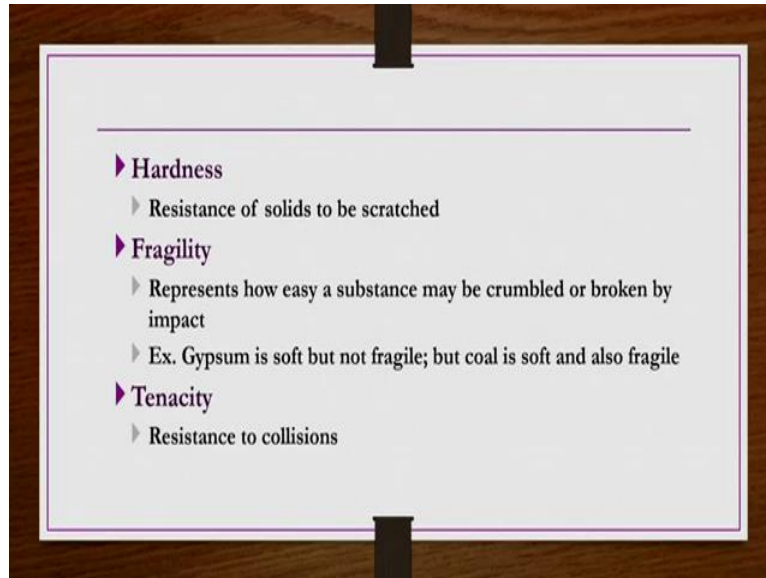 Hardness
Resistance of solids to be scratched
Fragility
Represents how easy a substance may be crumbled or broken by
impact
Ex. Gypsum is soft but not fragile; but coal is soft and also fragile
Tenacity
Resistance to collisions